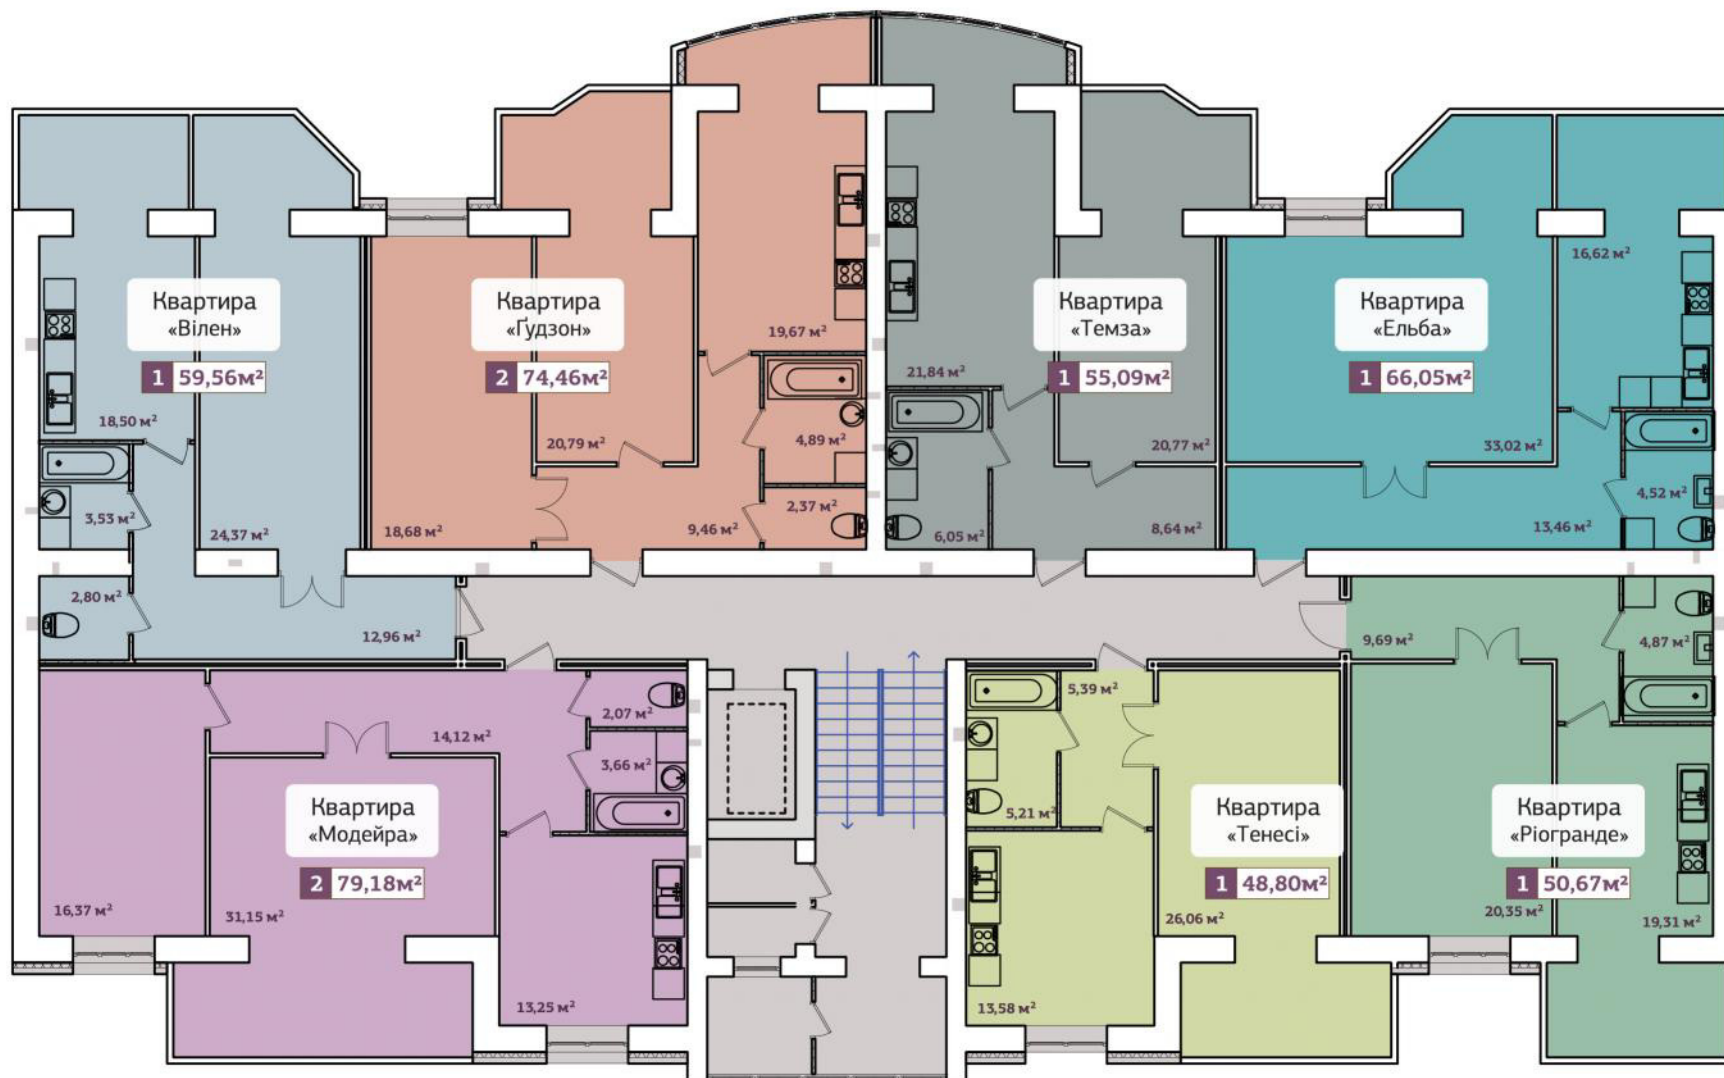 Квартира
«Вілен»
1 59,56м²
18,50 м²
3,53 м²
24,37 м²
2,80 м²
12,96 м²
Квартира
«Ґудзон»
2 74,46м²
19,67 м²
20,79 м²
4,89 м²
18,68 м²
9,46 м²
2,37 м²
Квартира
«Темза»
1 55,09м²
21,84 м²
20,77 м²
6,05 м²
8,64 м²
Квартира
«Ельба»
1 66,05м²
16,62 м²
33,02 м²
4,52 м²
13,46 м²
Квартира
«Модейра»
2 79,18м²
2,07 м²
14,12 м²
3,66 м²
16,37 м²
31,15 м²
13,25 м²
Квартира
«Тенесі»
1 48,80м²
5,39 м²
5,21 м²
26,06 м²
13,58 м²
Квартира
«Ріогранде»
1 50,67м²
9,69 м²
4,87 м²
20,35 м²
19,31 м²